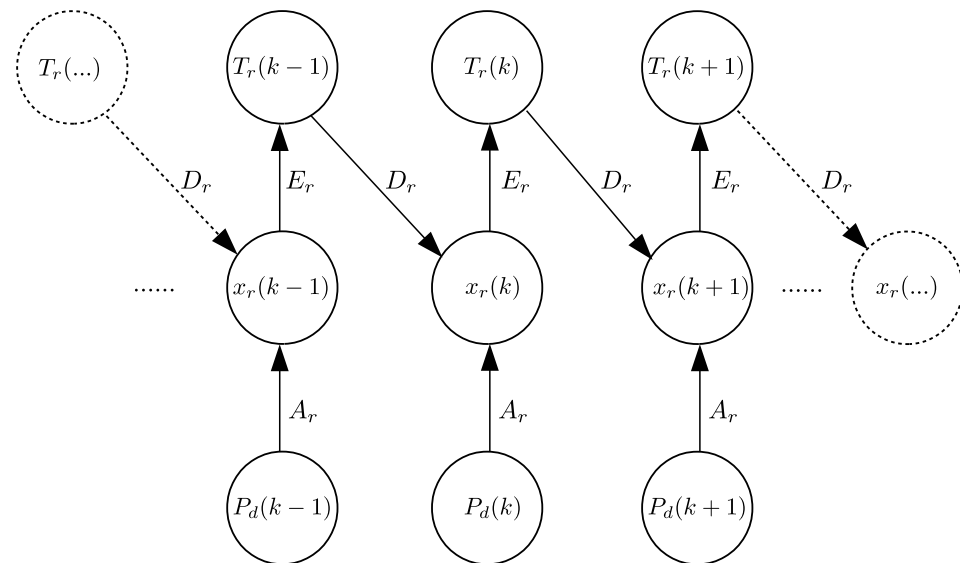 T_r(...) T_r(k − 1) T_r(k) T_r(k + 1)
D_r E_r D_r E_r D_r E_r D_r
...... x_r(k − 1) x_r(k) x_r(k + 1) ...... x_r(...)
A_r A_r A_r
P_d(k − 1) P_d(k) P_d(k + 1)